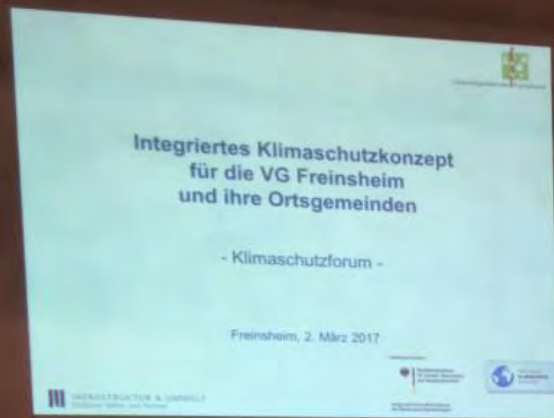 Integriertes Klimaschutzkonzept
für die VG Freinsheim
und ihre Ortsgemeinden
- Klimaschutzforum -
Freinsheim, 2. März 2017
INFRASTRUKTUR & UMWELT